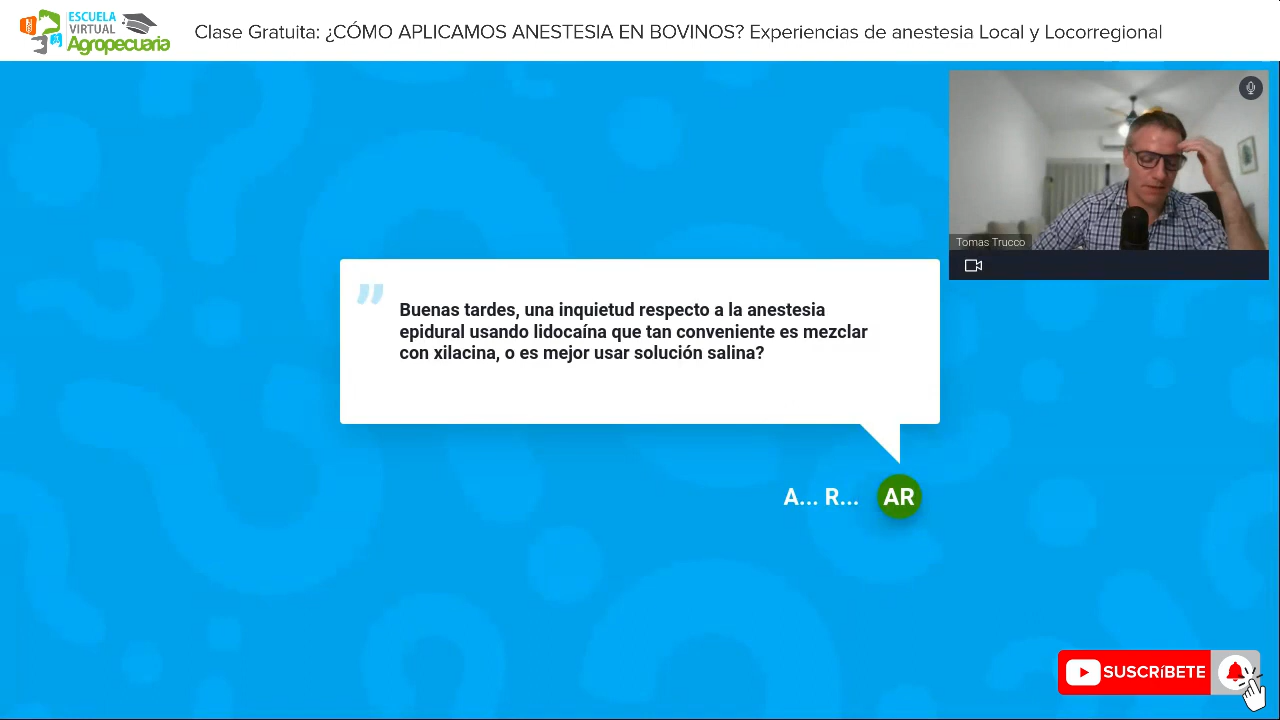 ESCUELA
VIRTUAL
Agropecuaria
Clase Gratuita: ¿CÓMO APLICAMOS ANESTESIA EN BOVINOS? Experiencias de anestesia Local y Locorregional
Tomas Trucco
Buenas tardes, una inquietud respecto a la anestesia
epidural usando lidocaína que tan conveniente es mezclar
con xilacina, o es mejor usar solución salina?
A... R...
AR
SUSCRíBETE